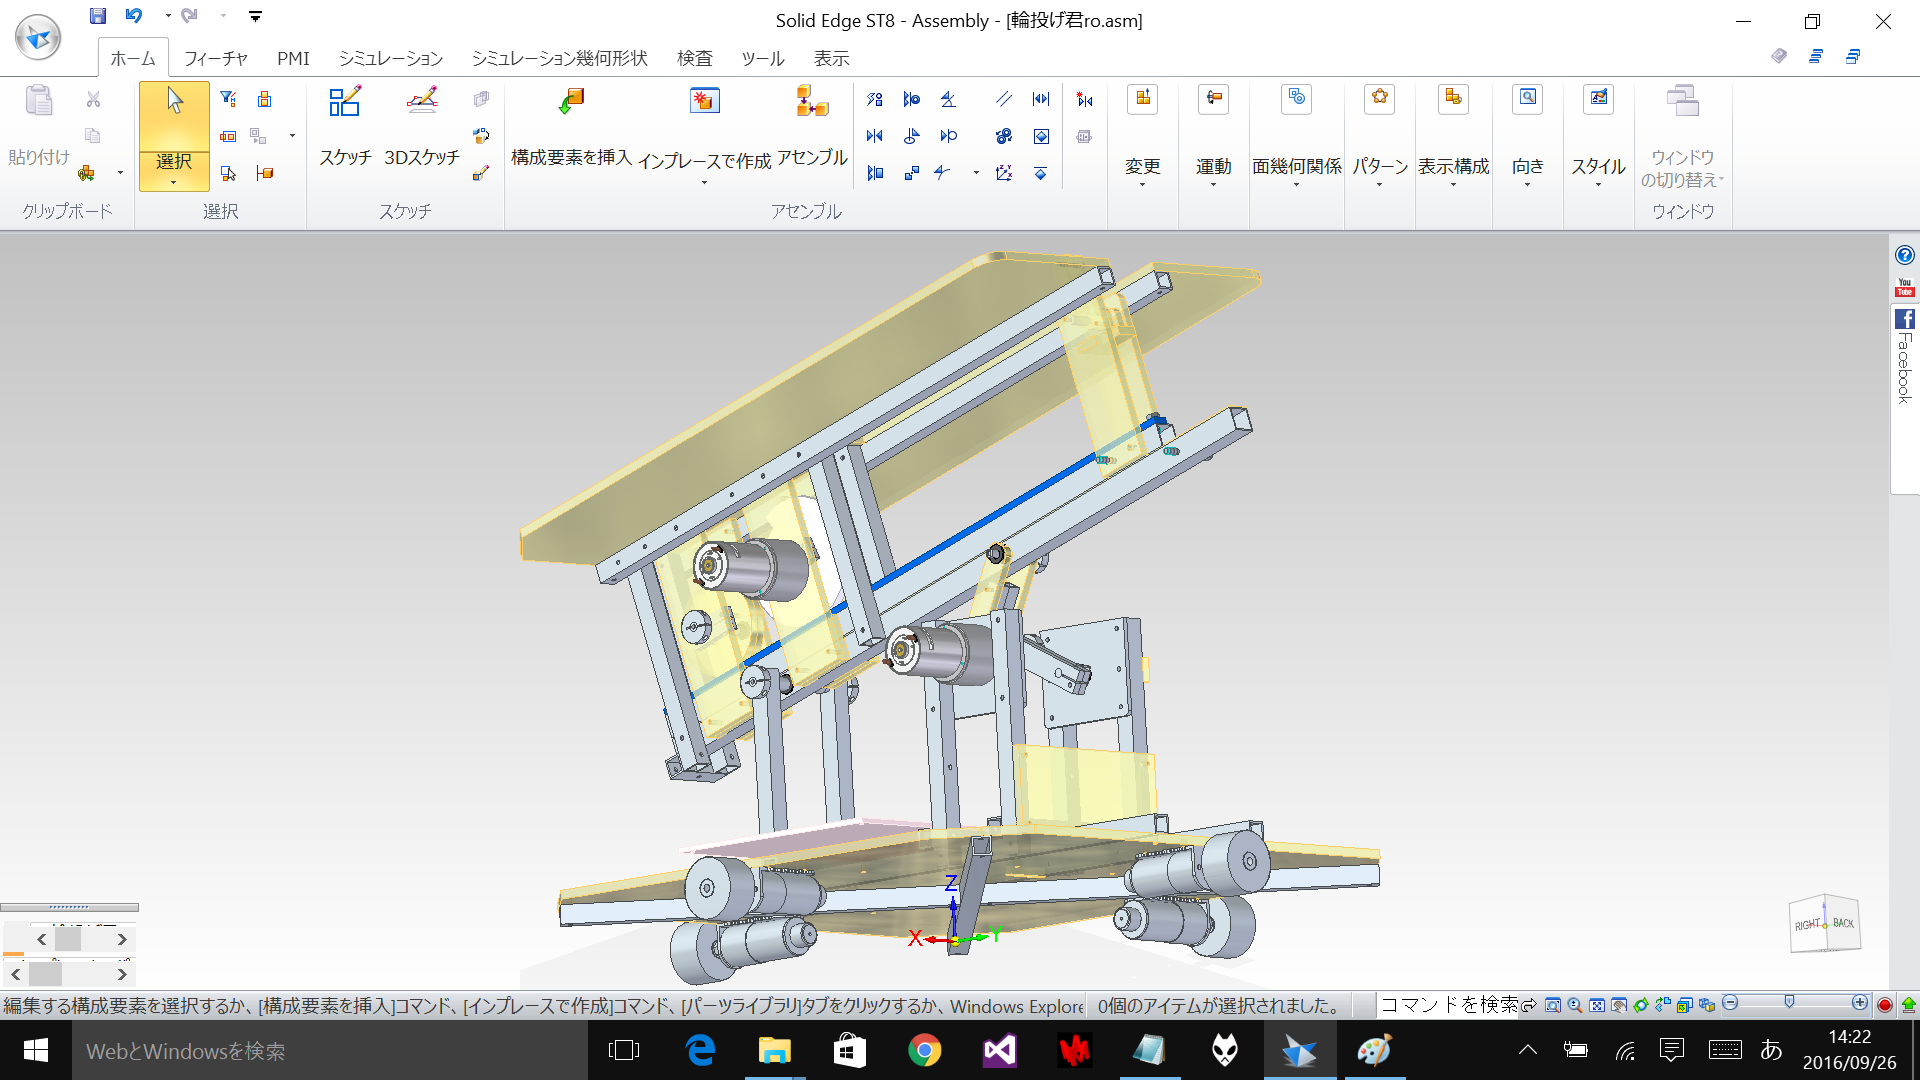 Solid Edge ST8 - Assembly - [輪投げ君ro.asm]
ホーム
フィーチャ
PMI
シミュレーション
シミュレーション幾何形状
検査
ツール
表示
貼り付け
選択
スケッチ
3Dスケッチ
構成要素を挿入
インプレースで作成
アセンブル
変更
運動
面幾何関係
パターン
表示構成
向き
スタイル
ウィンドウ
の切り替え
クリップボード
選択
スケッチ
アセンブル
ウィンドウ
You
Tube
Facebook
Z
X
Y
RIGHT
BACK
編集する構成要素を選択するか、[構成要素を挿入]コマンド、[インプレースで作成]コマンド、[パーツライブラリ]タブをクリックするか、Windows Explore
0個のアイテムが選択されました。
コマンドを検索
WebとWindowsを検索
あ
14:22
2016/09/26